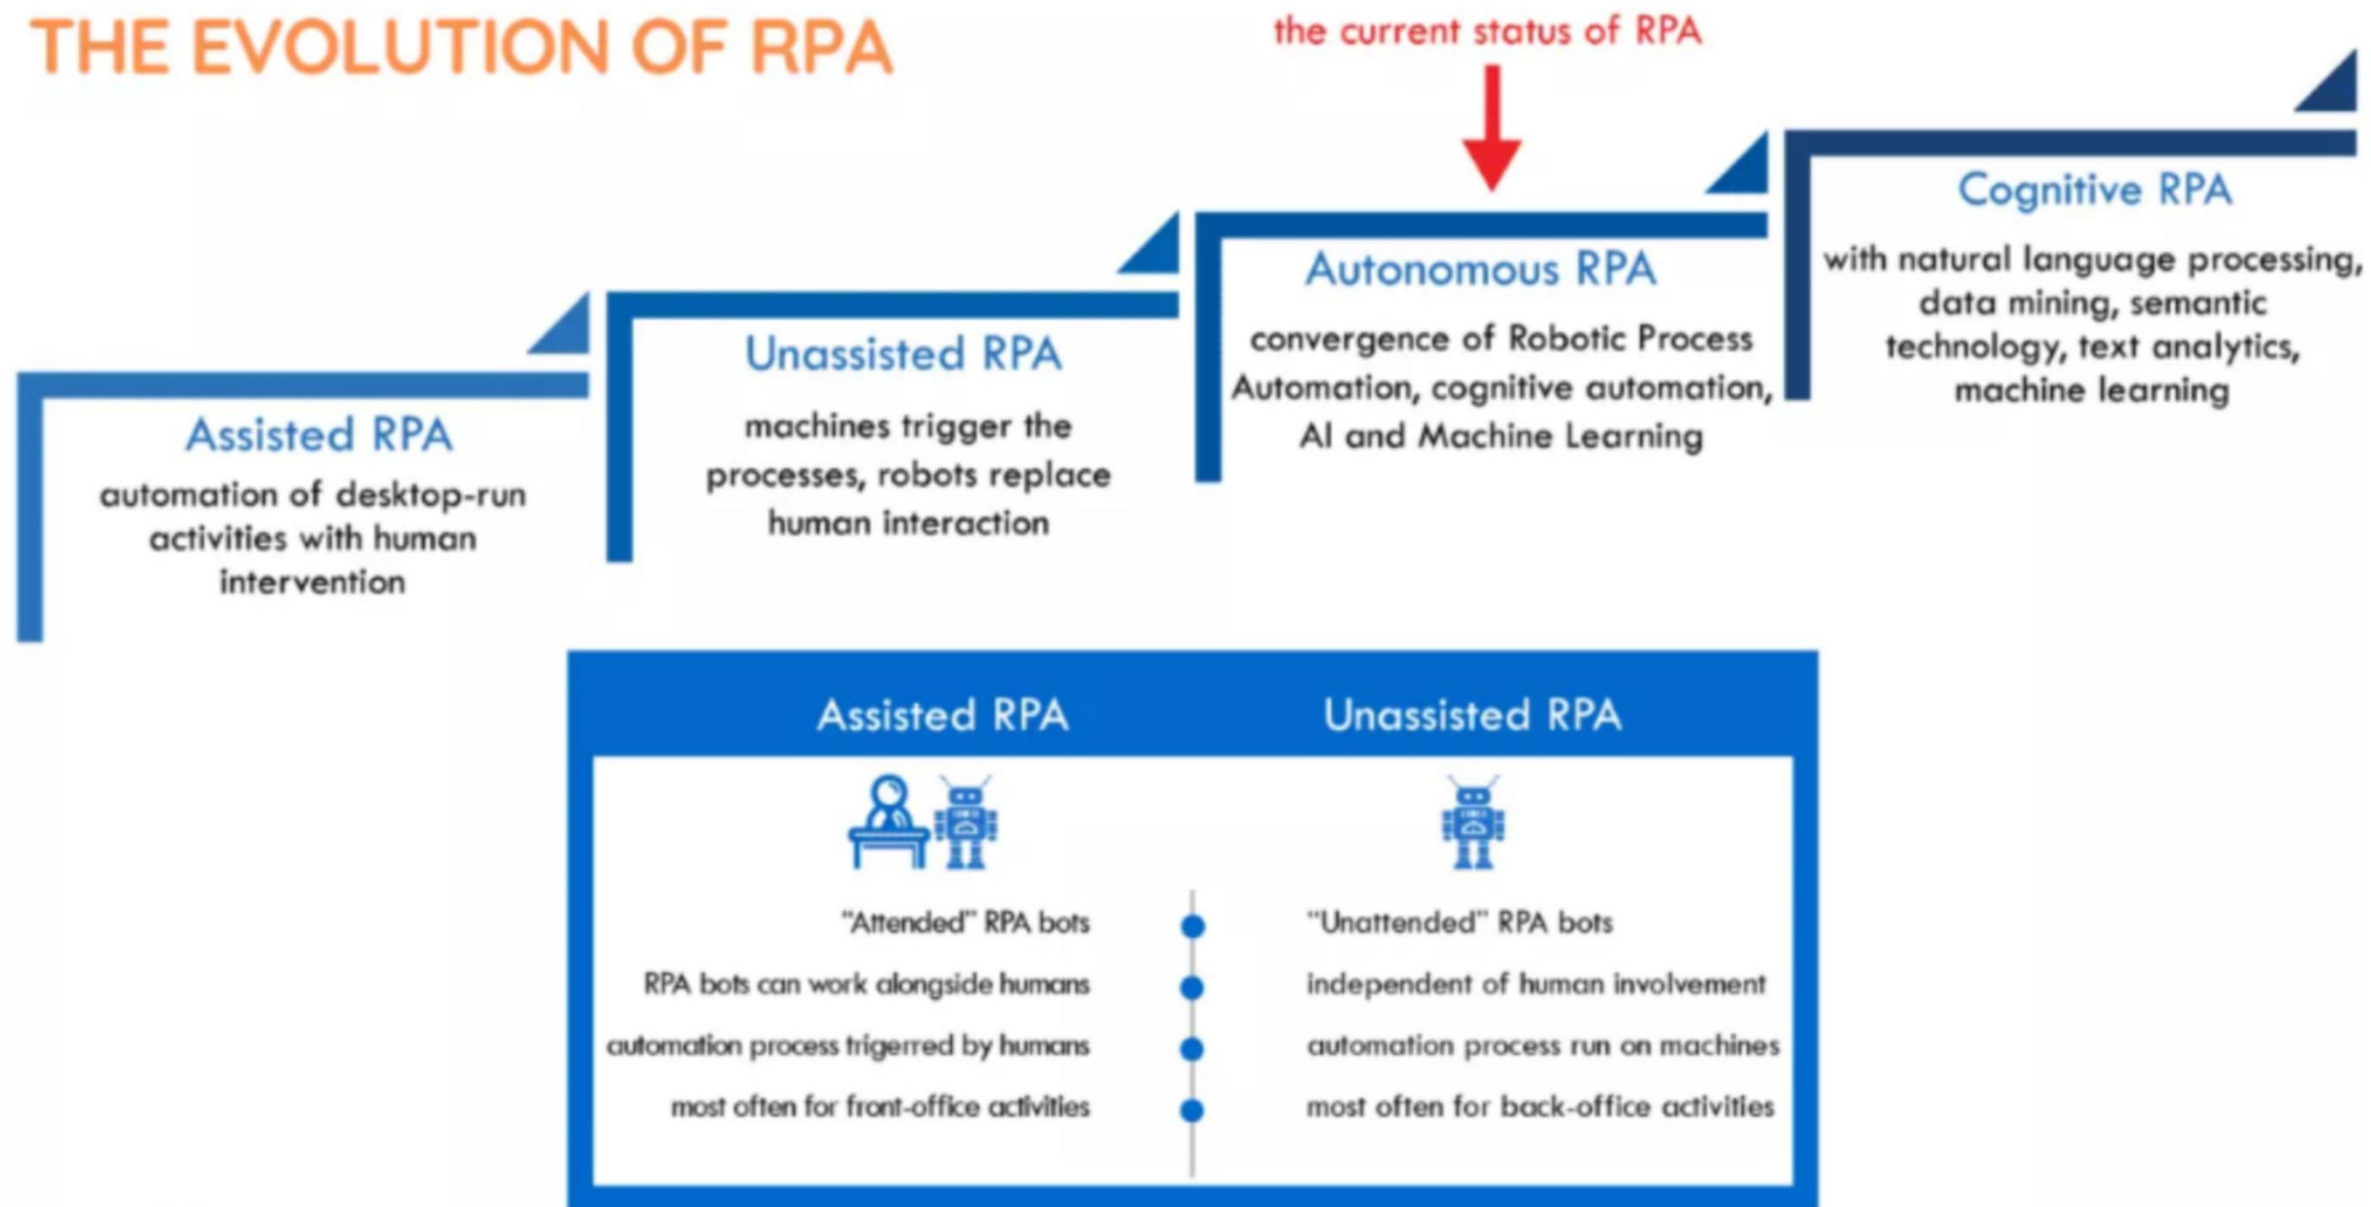 THE EVOLUTION OF RPA
the current status of RPA
Assisted RPA
automation of desktop-run
activities with human
intervention
Unassisted RPA
machines trigger the
processes, robots replace
human interaction
Autonomous RPA
convergence of Robotic Process
Automation, cognitive automation,
AI and Machine Learning
Cognitive RPA
with natural language processing,
data mining, semantic
technology, text analytics,
machine learning
Assisted RPA
Unassisted RPA
"Attended" RPA bots
"Unattended" RPA bots
RPA bots can work alongside humans
independent of human involvement
automation process trigerred by humans
automation process run on machines
most often for front-office activities
most often for back-office activities